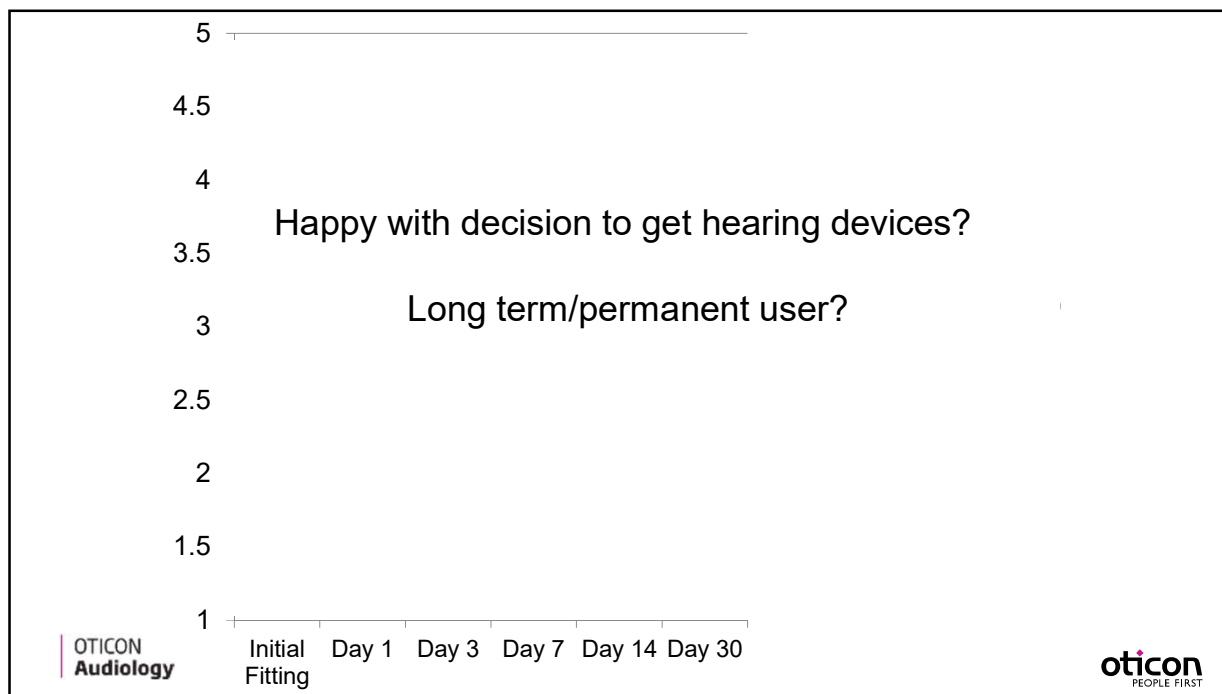 5
4.5
4
Happy with decision to get hearing devices?
3.5
Long term/permanent user?
3
2.5
2
1.5
1
Initial Fitting Day 1 Day 3 Day 7 Day 14 Day 30
OTICON
Audiology
oticon
PEOPLE FIRST